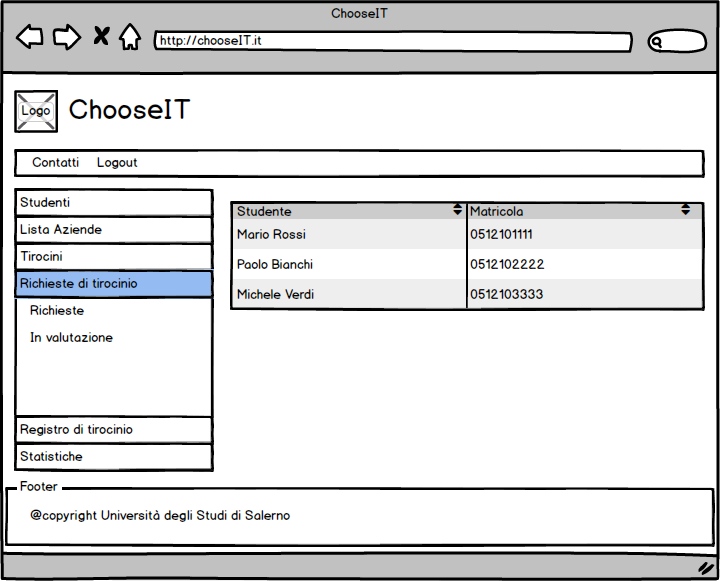 ChooseIT
http://chooseIT.it
Logo
ChooseIT
Contatti Logout
Studenti
Lista Aziende
Tirocini
Richieste di tirocinio
Richieste
In valutazione
Registro di tirocinio
Statistiche
Studente Matricola
Mario Rossi 0512101111
Paolo Bianchi 0512102222
Michele Verdi 0512103333
Footer
@copyright Università degli Studi di Salerno